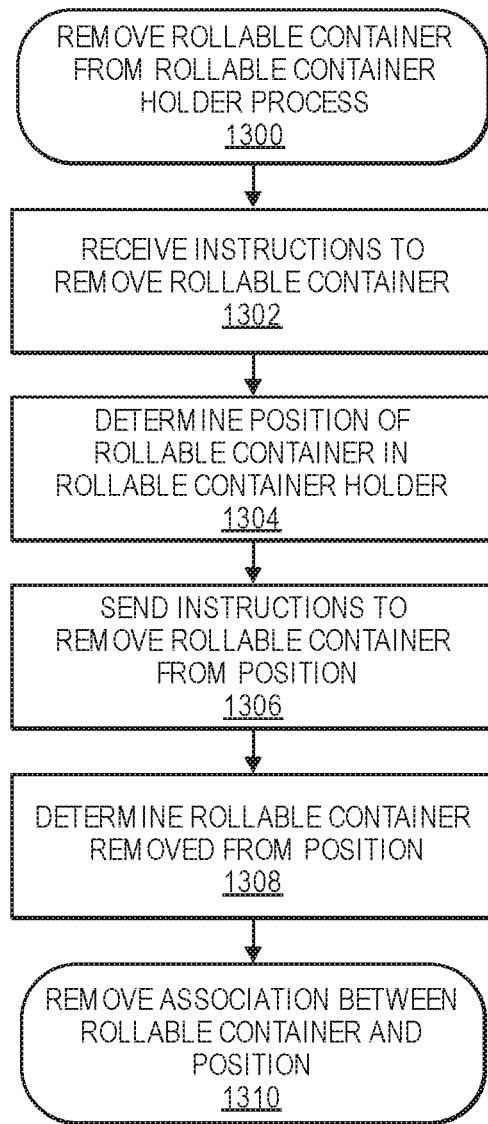 REMOVE ROLLABLE CONTAINER
FROM ROLLABLE CONTAINER
HOLDER PROCESS
1300
RECEIVE INSTRUCTIONS TO
REMOVE ROLLABLE CONTAINER
1302
DETERMINE POSITION OF
ROLLABLE CONTAINER IN
ROLLABLE CONTAINER HOLDER
1304
SEND INSTRUCTIONS TO
REMOVE ROLLABLE CONTAINER
FROM POSITION
1306
DETERMINE ROLLABLE CONTAINER
REMOVED FROM POSITION
1308
REMOVE ASSOCIATION BETWEEN
ROLLABLE CONTAINER AND
POSITION
1310